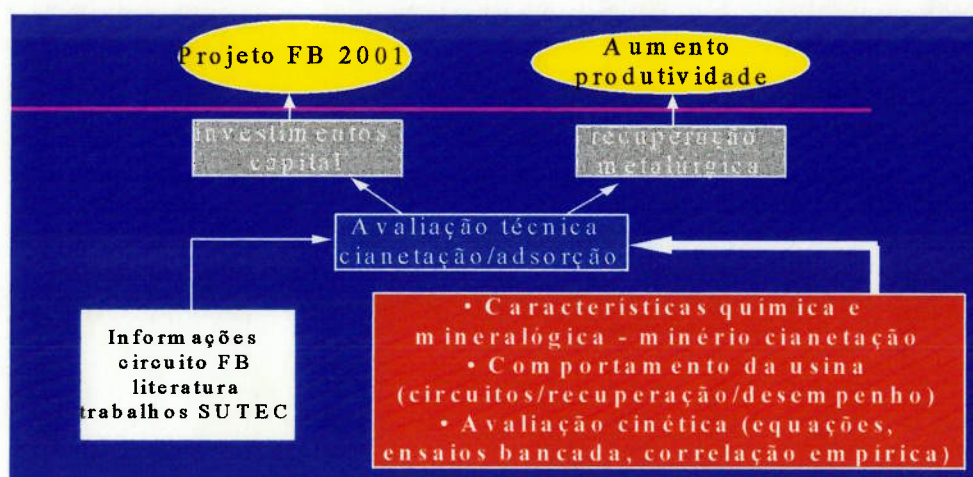 Projeto FB 2001
Aumento
produtividade
investimentos
capital
recuperação
metalúrgica
Avaliação técnica
cianetação/adsorção
Informações
circuito FB
literatura
trabalhos SUTEC
• Características química e
mineralógica - minério cianetação
• Comportamento da usina
(circuitos/recuperação/desempenho)
• Avaliação cinética (equações,
ensaios bancada, correlação empírica)